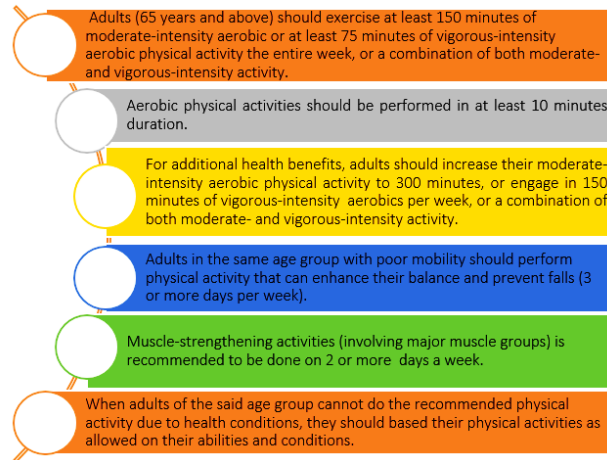 Adults (65 years and above) should exercise at least 150 minutes of
moderate-intensity aerobic or at least 75 minutes of vigorous-intensity
aerobic physical activity the entire week, or a combination of both moderate-
and vigorous-intensity activity.
Aerobic physical activities should be performed in at least 10 minutes
duration.
For additional health benefits, adults should increase their moderate-
intensity aerobic physical activity to 300 minutes, or engage in 150
minutes of vigorous-intensity aerobics per week, or a combination of
both moderate- and vigorous-intensity activity.
Adults in the same age group with poor mobility should perform
physical activity that can enhance their balance and prevent falls (3
or more days per week).
Muscle-strengthening activities (involving major muscle groups) is
recommended to be done on 2 or more days a week.
When adults of the said age group cannot do the recommended physical
activity due to health conditions, they should based their physical activities as
allowed on their abilities and conditions.